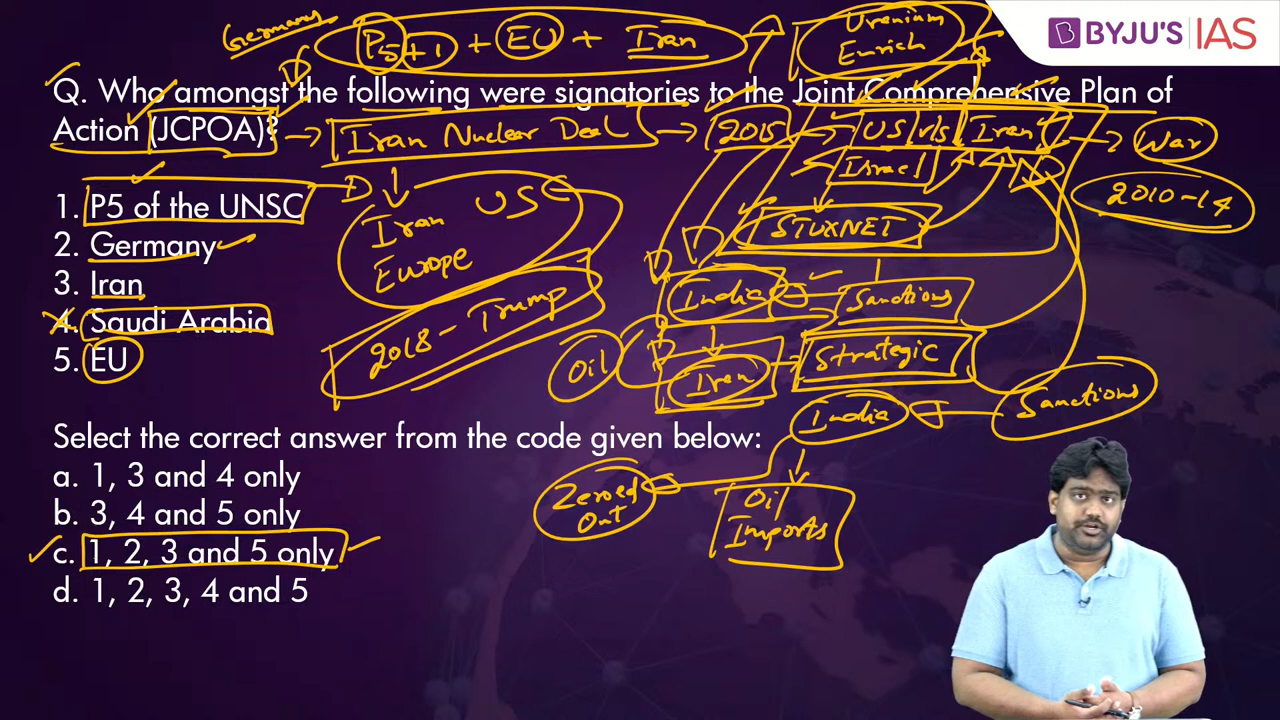 BYJU'S IAS
Germany
P5+1 + EU + Iran
Uranium
Enrich
Q. Who amongst the following were signatories to the Joint Comprehensive Plan of
Action (JCPOA)?
Iran Nuclear Deal
2015
US v/s Iran
War
Israel
2010-14
1. P5 of the UNSC
2. Germany
3. Iran
4. Saudi Arabia
5. EU
Iran US
Europe
STUXNET
2018 - Trump
India
Sanctions
Oil
Iran
Strategic
India
Sanctions
Select the correct answer from the code given below:
a. 1, 3 and 4 only
b. 3, 4 and 5 only
c. 1, 2, 3 and 5 only
d. 1, 2, 3, 4 and 5
Zeroed
Out
Oil
Imports